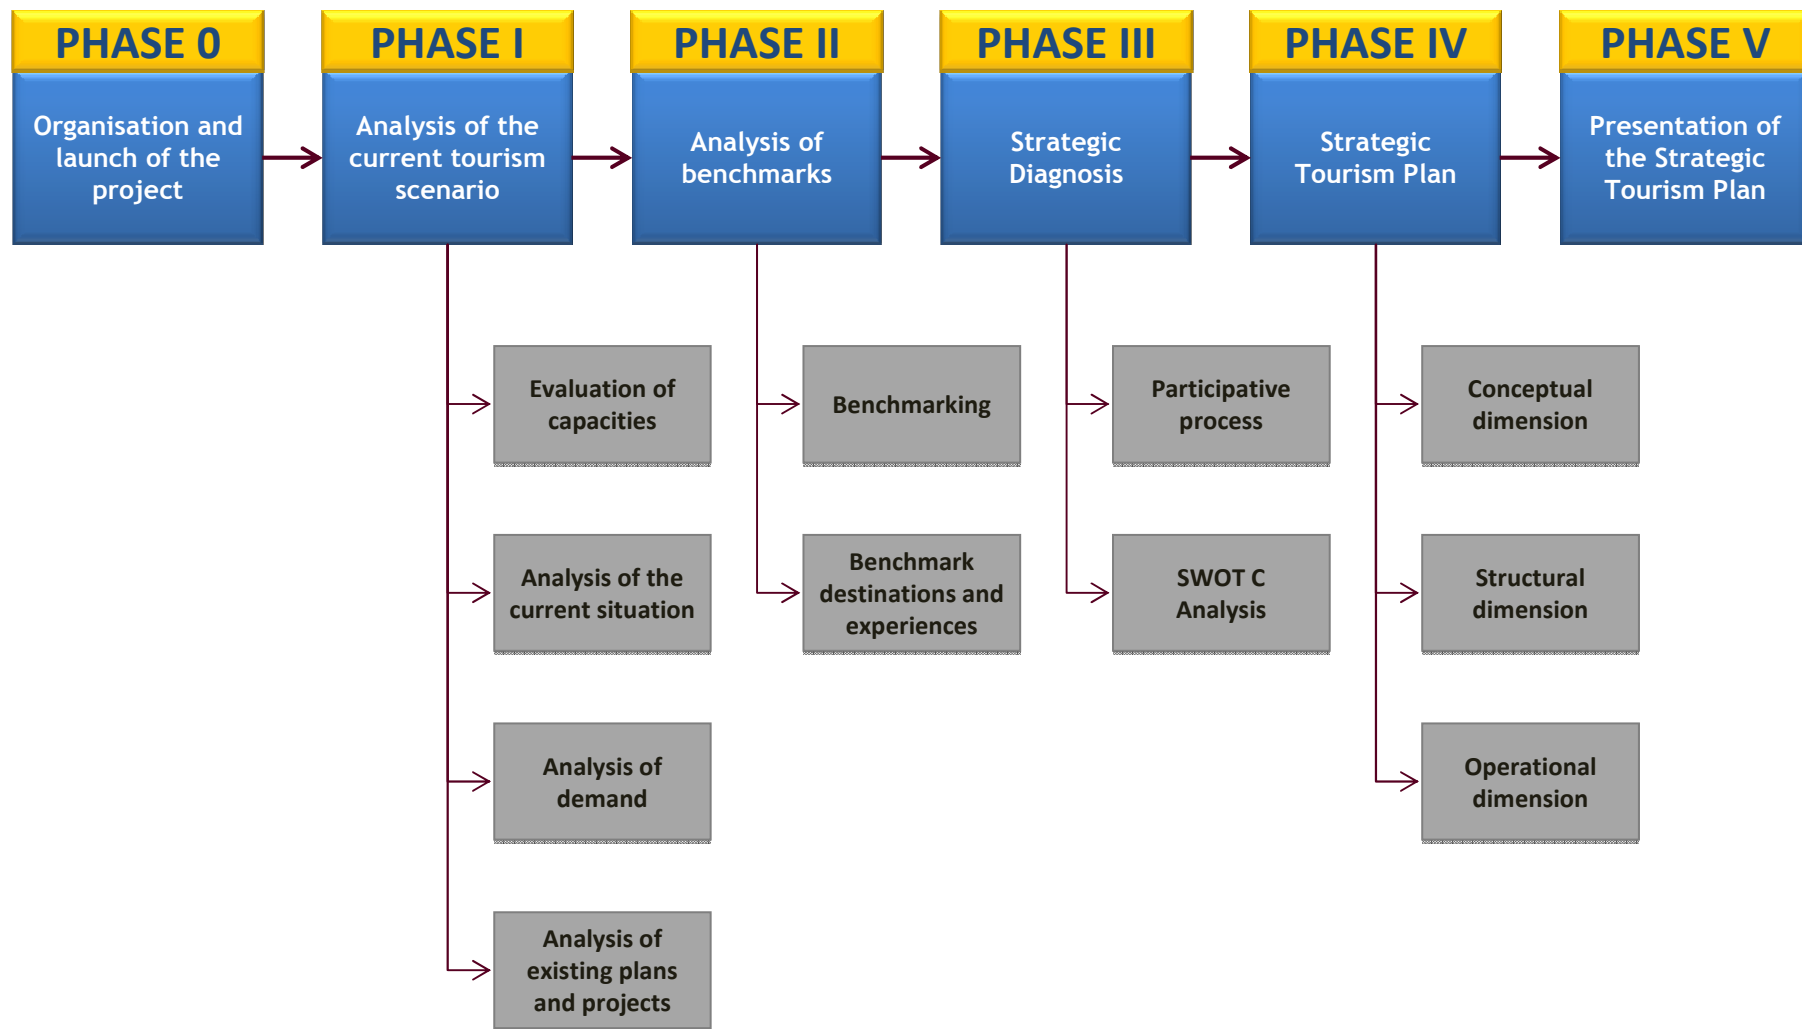 PHASE 0
Organisation and
launch of the
project
PHASE I
Analysis of the
current tourism
scenario
PHASE II
Analysis of
benchmarks
PHASE III
Strategic
Diagnosis
PHASE IV
Strategic
Tourism Plan
PHASE V
Presentation of
the Strategic
Tourism Plan
Evaluation of
capacities
Analysis of the
current situation
Analysis of
demand
Analysis of
existing plans
and projects
Benchmarking
Benchmark
destinations and
experiences
Participative
process
SWOT C
Analysis
Conceptual
dimension
Structural
dimension
Operational
dimension